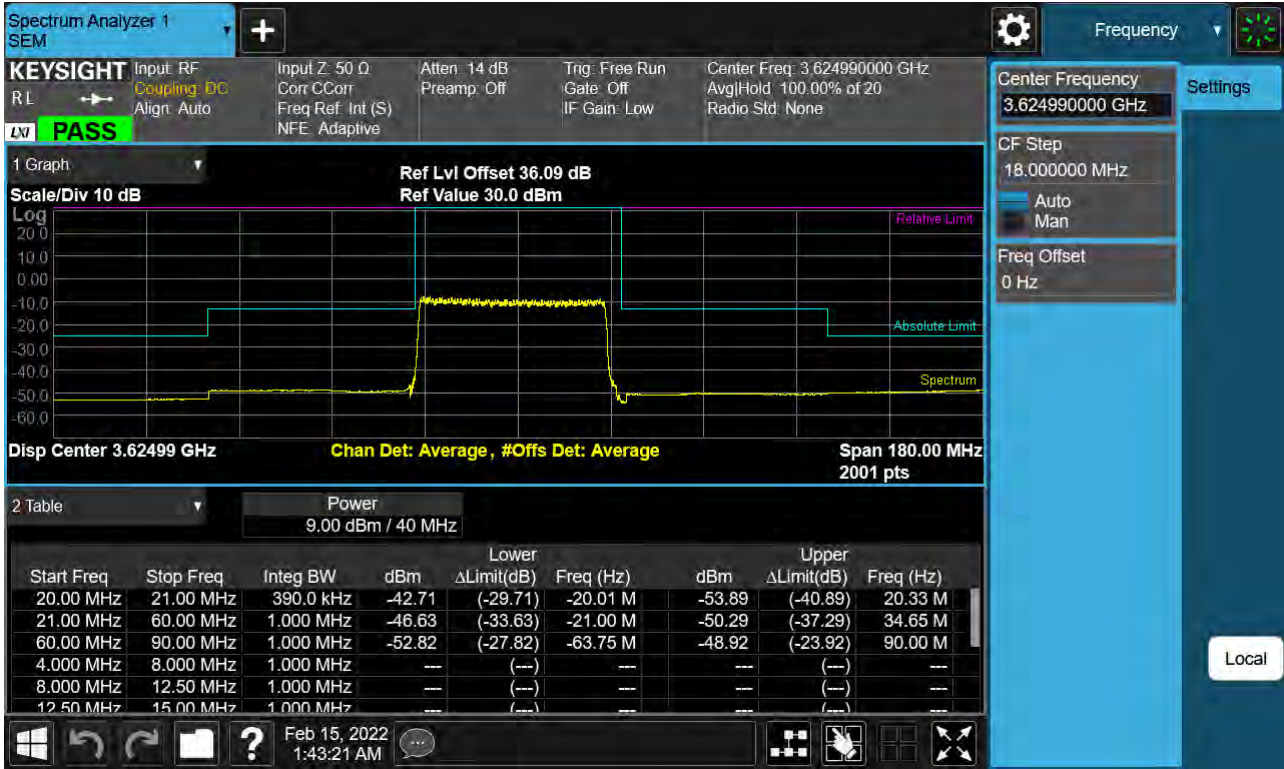 Spectrum Analyzer 1
SEM
Frequency
KEYSIGHT
Input: RF
Coupling: DC
Align: Auto
Input Z: 50 Ω
Corr CCorr
Freq Ref: Int (S)
NFE: Adaptive
Atten: 14 dB
Preamp: Off
Trig: Free Run
Gate: Off
IF Gain: Low
Center Freq: 3.624990000 GHz
Avg|Hold: 100.00% of 20
Radio Std: None
R L
LXI PASS
Center Frequency
3.624990000 GHz
Settings
CF Step
18.000000 MHz
Auto
Man
Freq Offset
0 Hz
1 Graph
Scale/Div 10 dB
Ref Lvl Offset 36.09 dB
Ref Value 30.0 dBm
Log
20.0
10.0
0.00
-10.0
-20.0
-30.0
-40.0
-50.0
-60.0
Relative Limit
Absolute Limit
Spectrum
Disp Center 3.62499 GHz
Chan Det: Average, #Offs Det: Average
Span 180.00 MHz
2001 pts
2 Table
Power
9.00 dBm / 40 MHz
Lower Upper
Start Freq Stop Freq Integ BW dBm ΔLimit(dB) Freq (Hz) dBm ΔLimit(dB) Freq (Hz)
20.00 MHz 21.00 MHz 390.0 kHz -42.71 (-29.71) -20.01 M -53.89 (-40.89) 20.33 M
21.00 MHz 60.00 MHz 1.000 MHz -46.63 (-33.63) -21.00 M -50.29 (-37.29) 34.65 M
60.00 MHz 90.00 MHz 1.000 MHz -52.82 (-27.82) -63.75 M -48.92 (-23.92) 90.00 M
4.000 MHz 8.000 MHz 1.000 MHz --- (---) --- --- (---) ---
8.000 MHz 12.50 MHz 1.000 MHz --- (---) --- --- (---) ---
12.50 MHz 15.00 MHz 1.000 MHz --- (---) --- --- (---) ---
Local
?
Feb 15, 2022
1:43:21 AM